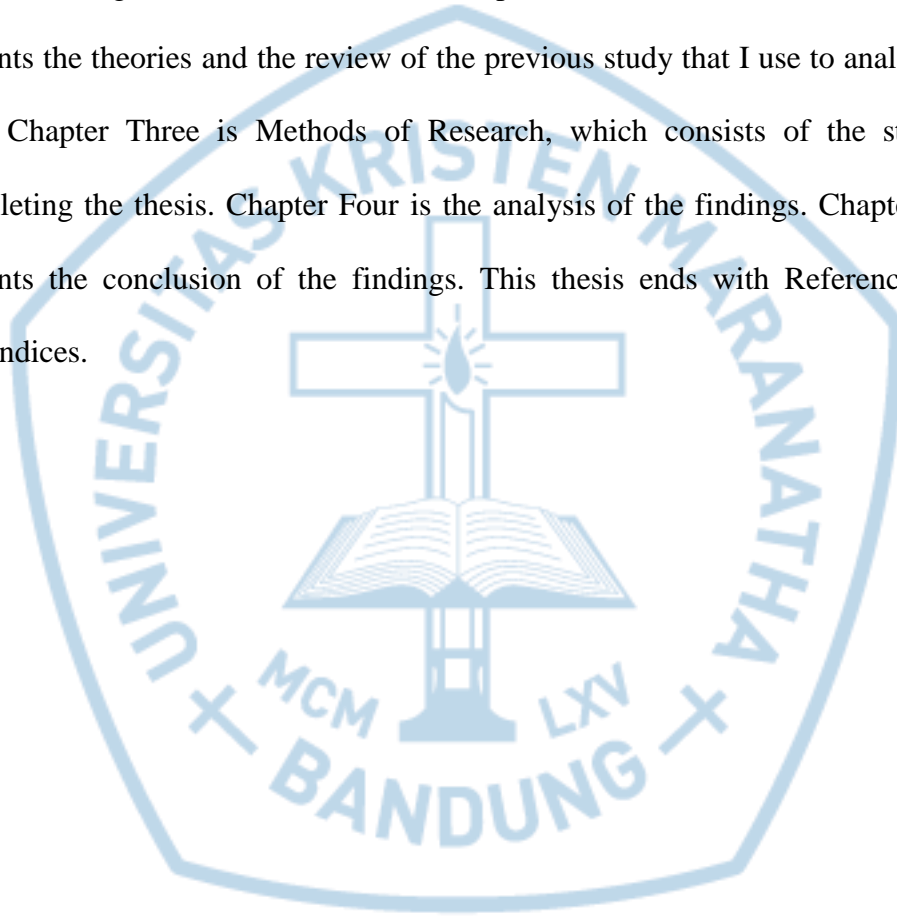 nts the theories and the review of the previous study that I use to anal
Chapter Three is Methods of Research, which consists of the s
leting the thesis. Chapter Four is the analysis of the findings. Chapt
nts the conclusion of the findings. This thesis ends with Referenc
ndices.
UNIVERSITAS KRISTEN MARANATHA
MCM LXV
BANDUNG